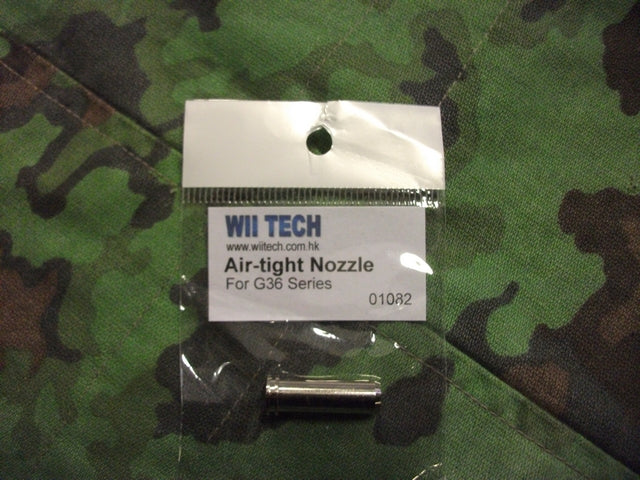 WII TECH
www.wiitech.com.hk
Air-tight Nozzle
For G36 Series
01082